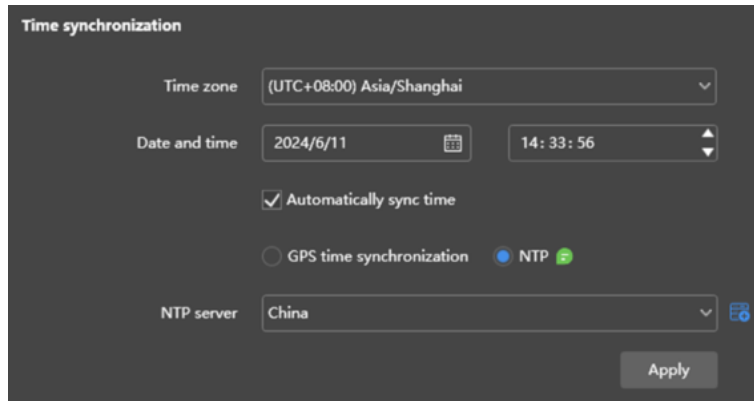 Time synchronization
Time zone (UTC+08:00) Asia/Shanghai
Date and time 2024/6/11 14:33:56
Automatically sync time
GPS time synchronization NTP
NTP server China
Apply